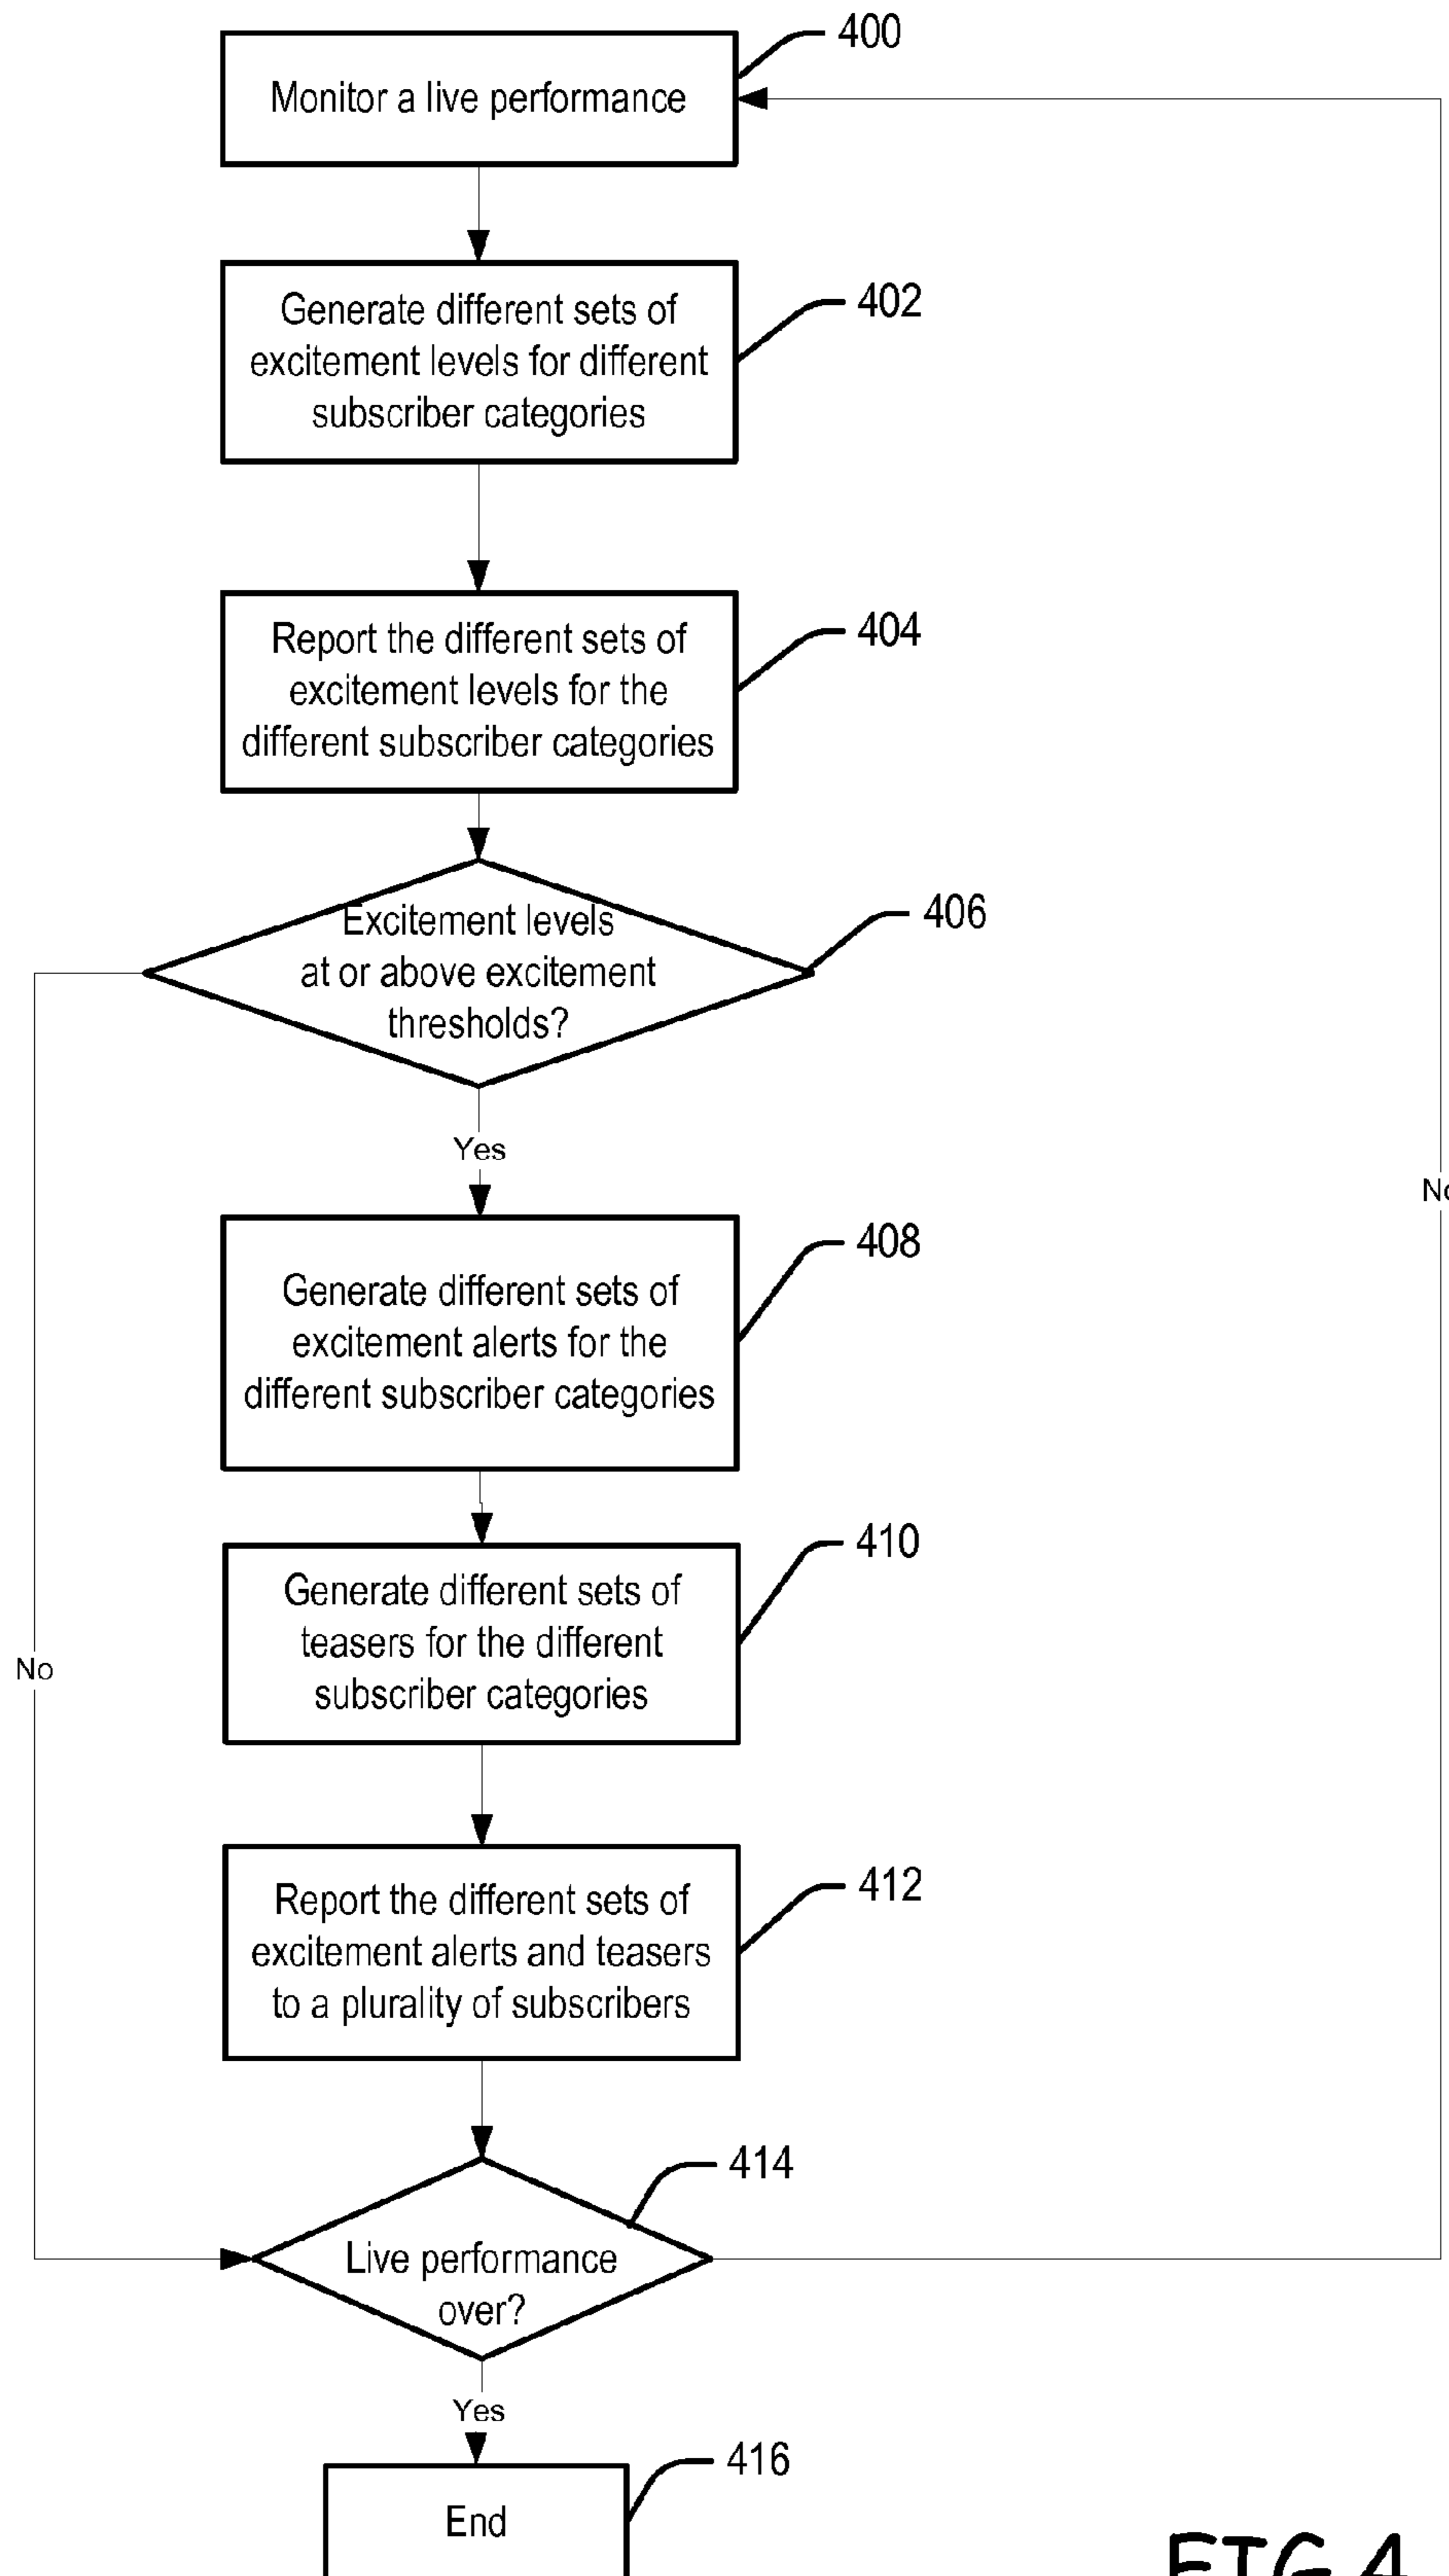 400
Monitor a live performance
402
Generate different sets of
excitement levels for different
subscriber categories
404
Report the different sets of
excitement levels for the
different subscriber categories
406
Excitement levels
at or above excitement
thresholds?
Yes
No
408
Generate different sets of
excitement alerts for the
different subscriber categories
410
Generate different sets of
teasers for the different
subscriber categories
No
412
Report the different sets of
excitement alerts and teasers
to a plurality of subscribers
414
Live performance
over?
Yes
416
End
FIG.4